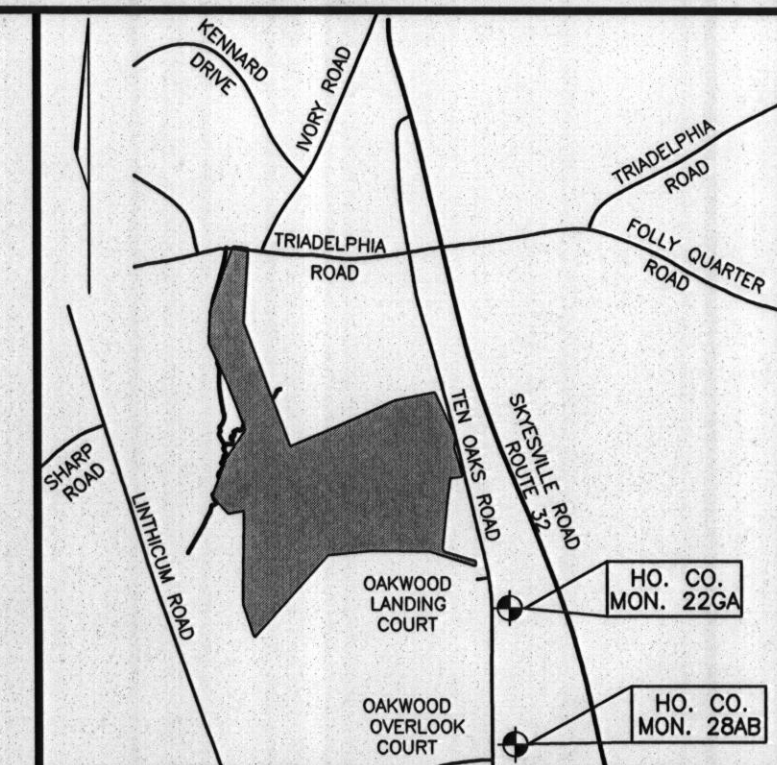 KENNARD
DRIVE
IVORY ROAD
TRIADELPHIA
ROAD
TRIADELPHIA
ROAD
FOLLY QUARTER
ROAD
SHARP
ROAD
LINTHICUM ROAD
TEN OAKS ROAD
SKYESVILLE ROAD
ROUTE 32
OAKWOOD
LANDING
COURT
HO. CO.
MON. 22GA
OAKWOOD
OVERLOOK
COURT
HO. CO.
MON. 28AB